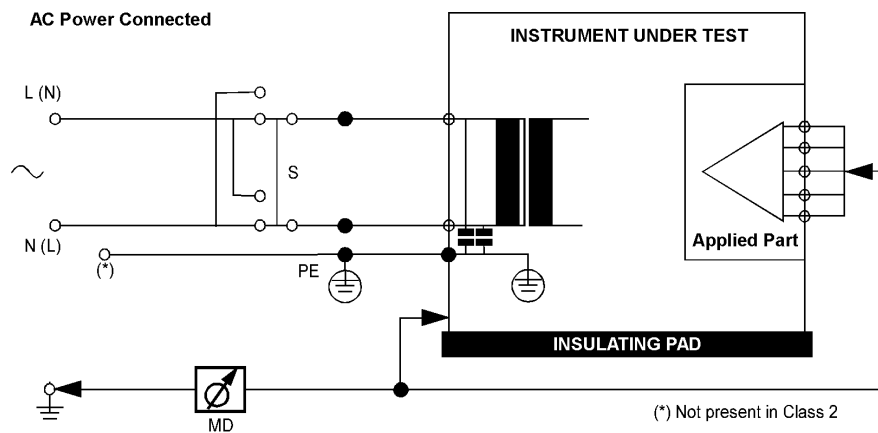 AC Power Connected
INSTRUMENT UNDER TEST
L (N)
S
N (L)
Applied Part
(*)
PE
INSULATING PAD
MD
(*) Not present in Class 2